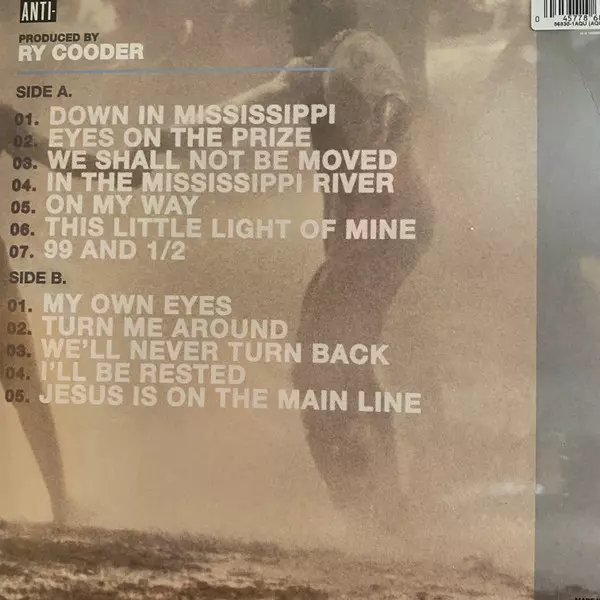 ANTI-
0 45778 68
PRODUCED BY
RY COODER
SIDE A.
01. DOWN IN MISSISSIPPI
02. EYES ON THE PRIZE
03. WE SHALL NOT BE MOVED
04. IN THE MISSISSIPPI RIVER
05. ON MY WAY
06. THIS LITTLE LIGHT OF MINE
07. 99 AND 1/2
SIDE B.
01. MY OWN EYES
02. TURN ME AROUND
03. WE'LL NEVER TURN BACK
04. I'LL BE RESTED
05. JESUS IS ON THE MAIN LINE